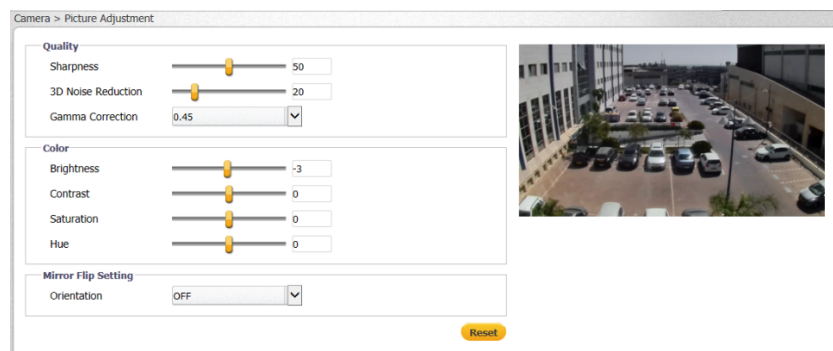 Camera > Picture Adjustment
Quality
Sharpness 50
3D Noise Reduction 20
Gamma Correction 0.45
Color
Brightness -3
Contrast 0
Saturation 0
Hue 0
Mirror Flip Setting
Orientation OFF
Reset